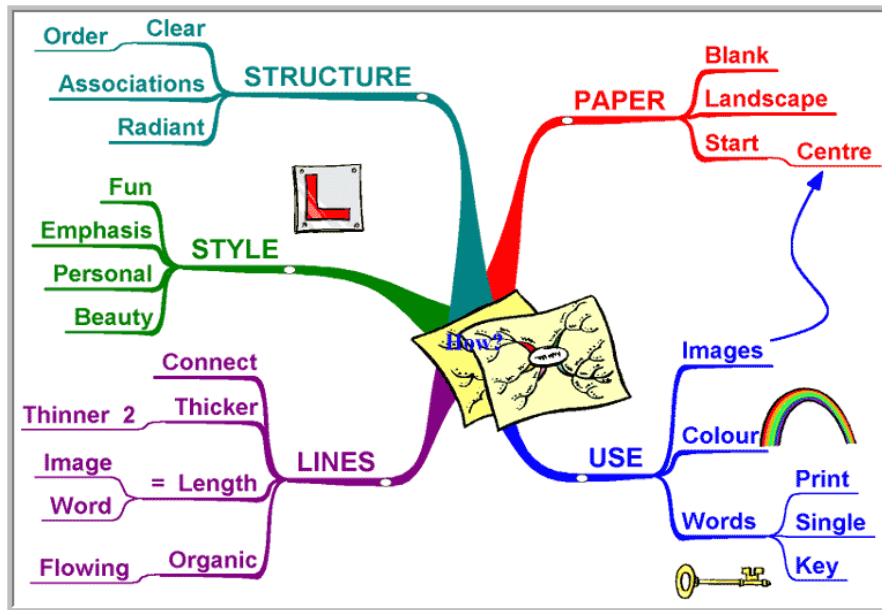 How?
STRUCTURE
Clear
Order
Associations
Radiant
STYLE
Fun
Emphasis
Personal
Beauty
LINES
Connect
Thicker
Thinner 2
= Length
Image
Word
Organic
Flowing
PAPER
Blank
Landscape
Start
Centre
USE
Images
Colour
Words
Print
Single
Key
L